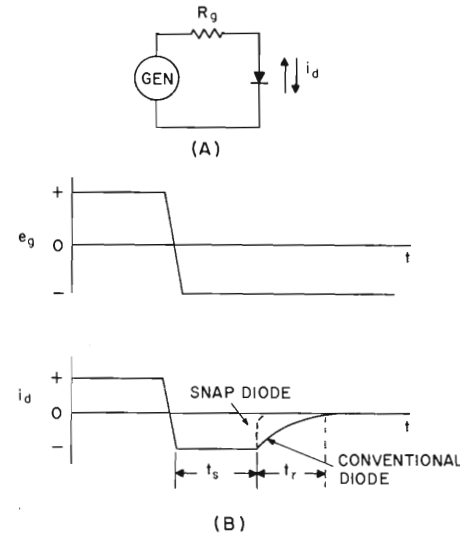 Rg
GEN
id
(A)
+
eg 0
t
−
+
id 0
SNAP DIODE
t
−
ts tr
CONVENTIONAL
DIODE
(B)